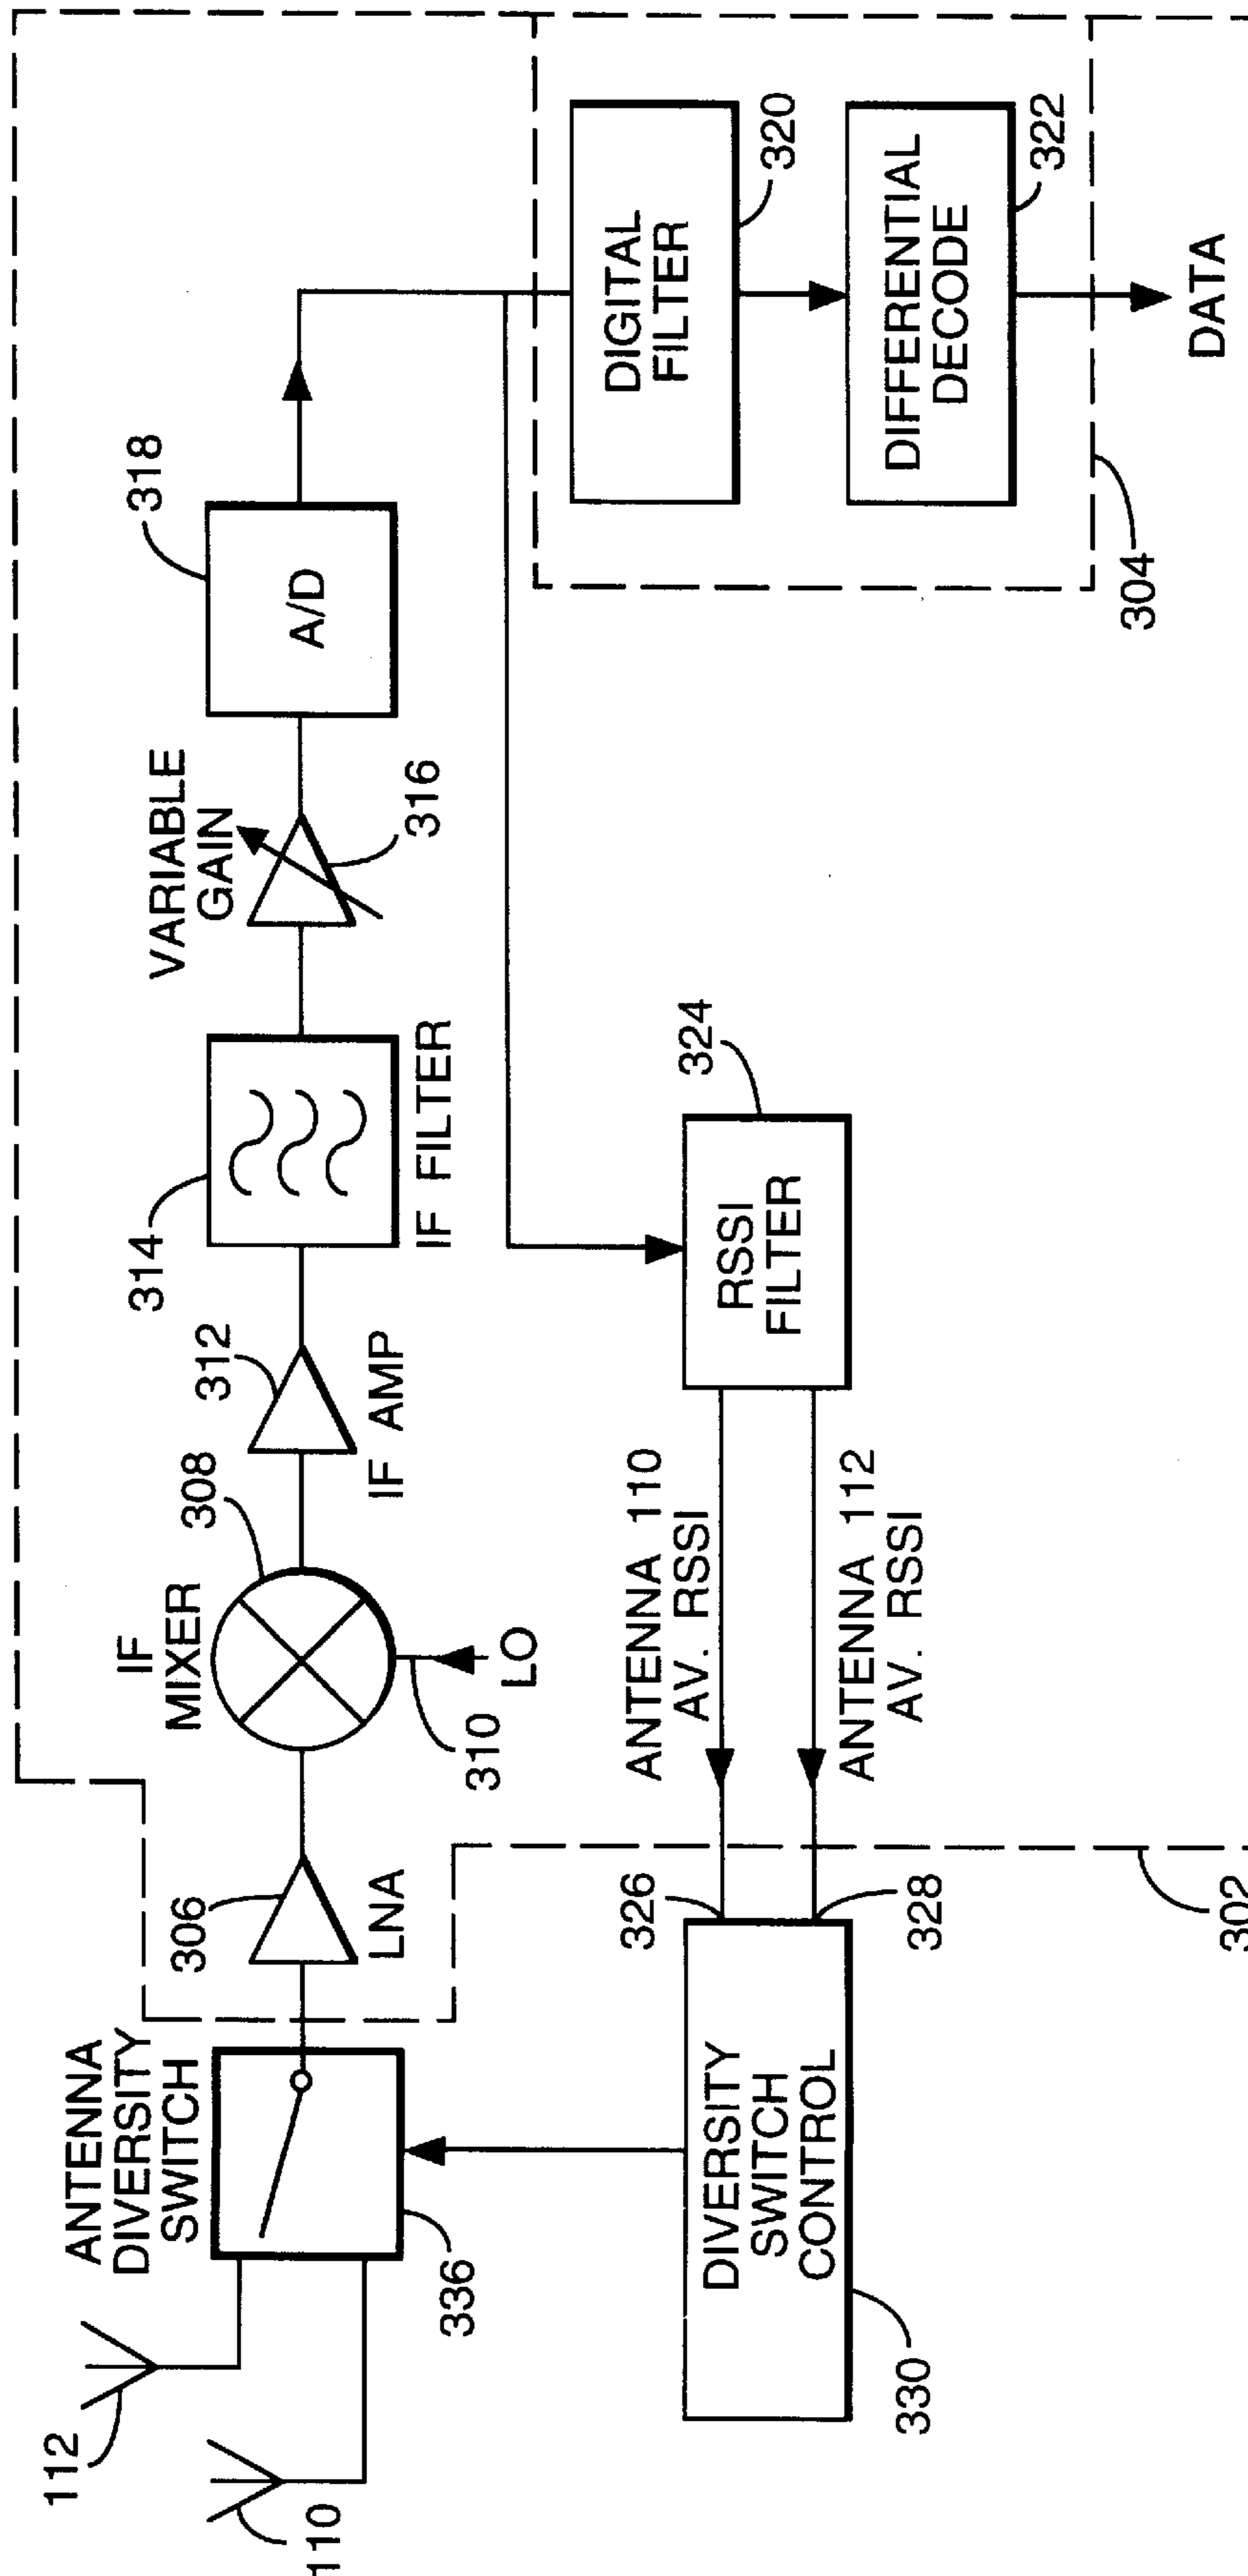 112
110
ANTENNA
DIVERSITY
SWITCH
336
306
LNA
IF
MIXER
308
310
LO
312
IF AMP
314
IF FILTER
VARIABLE
GAIN
316
318
A/D
DIGITAL
FILTER
320
DIFFERENTIAL
DECODE
322
304
DATA
324
RSSI
FILTER
ANTENNA 110
AV. RSSI
ANTENNA 112
AV. RSSI
326
328
DIVERSITY
SWITCH
CONTROL
330
302